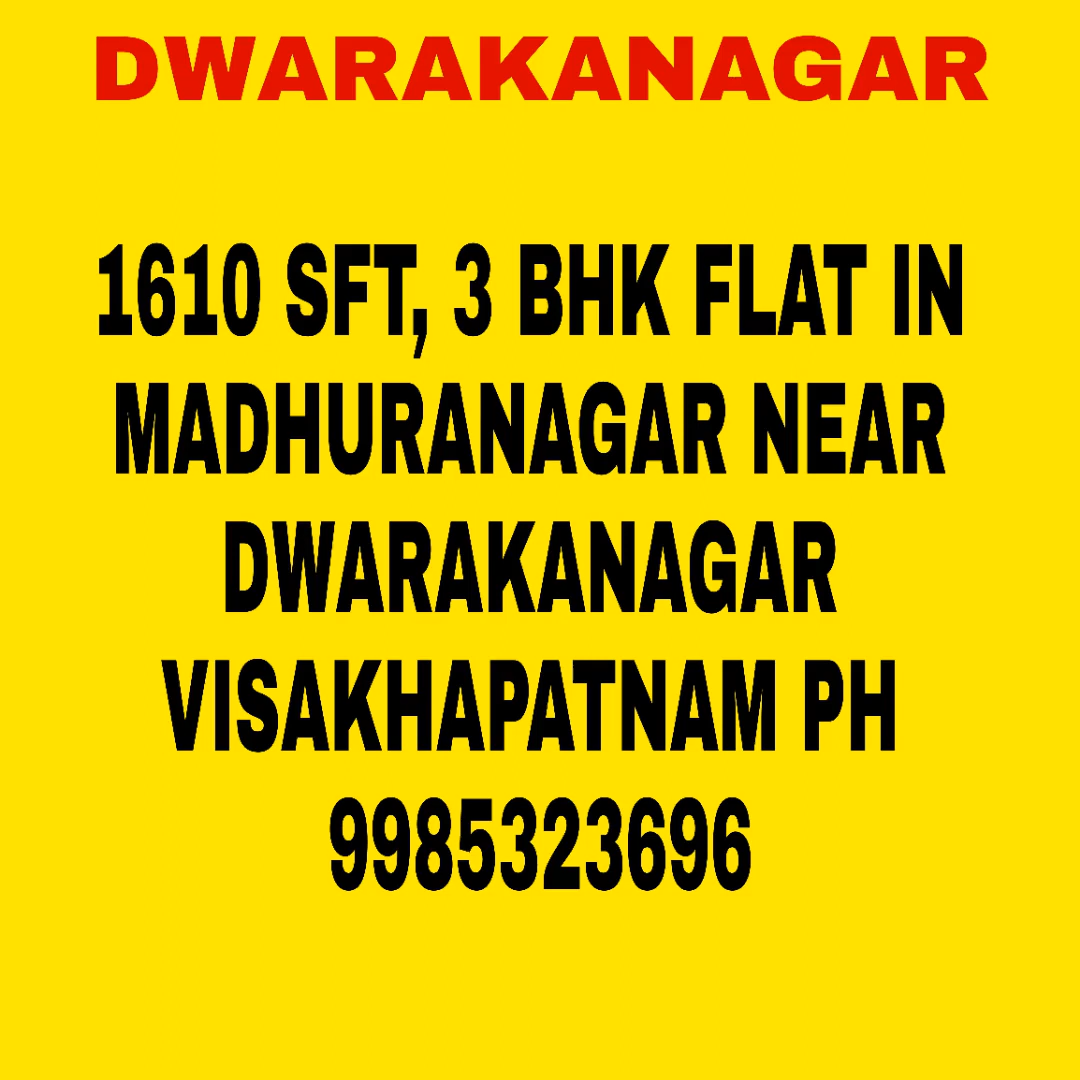 DWARAKANAGAR
1610 SFT, 3 BHK FLAT IN
MADHURANAGAR NEAR
DWARAKANAGAR
VISAKHAPATNAM PH
9985323696